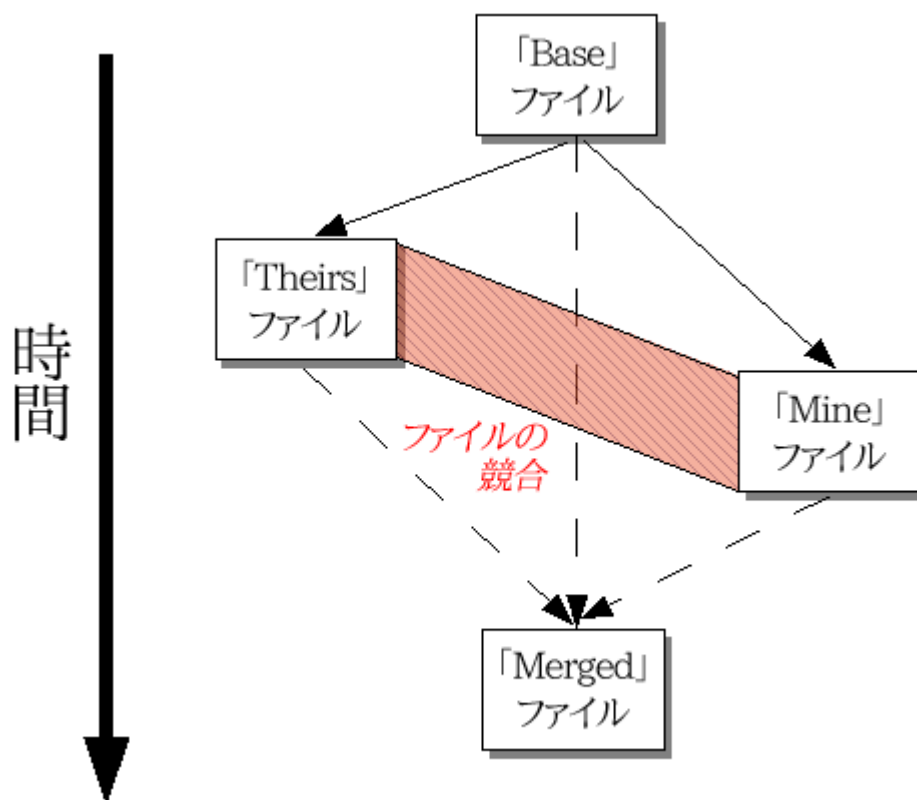 「Base」
ファイル
「Theirs」
ファイル
時間
「Mine」
ファイル
ファイルの
競合
「Merged」
ファイル